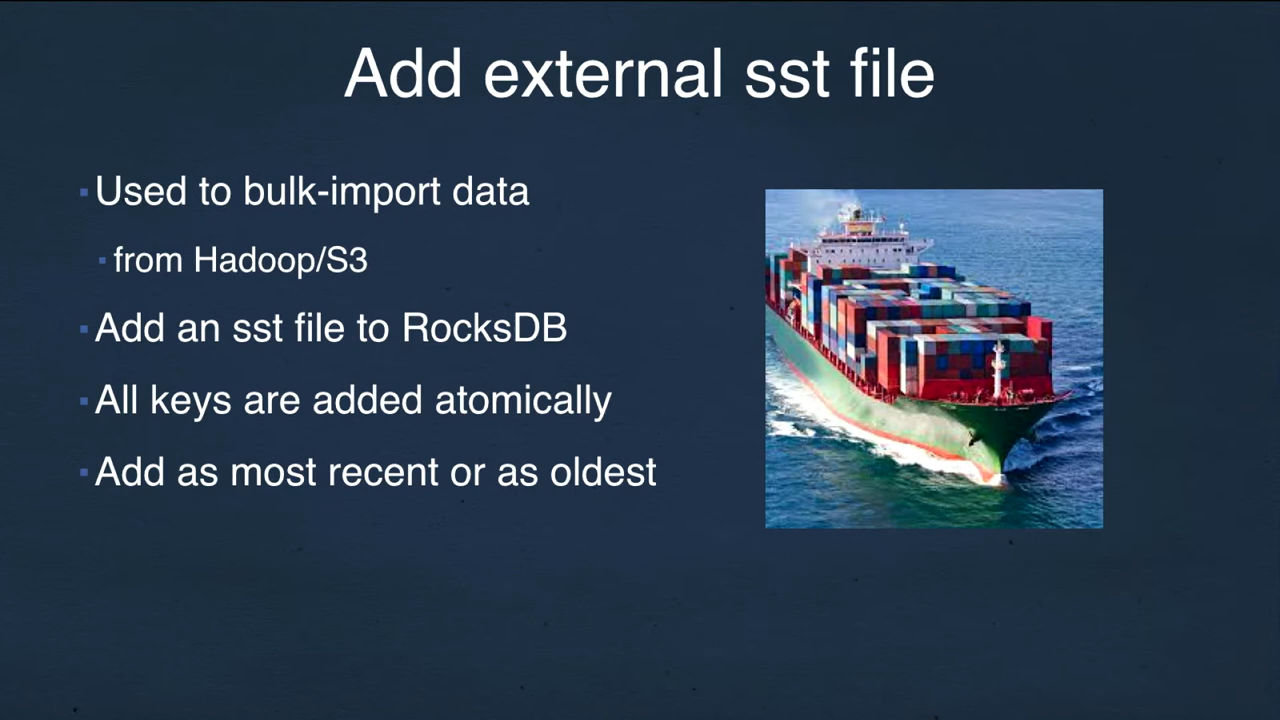 Add external sst file
Used to bulk-import data
from Hadoop/S3
Add an sst file to RocksDB
All keys are added atomically
Add as most recent or as oldest